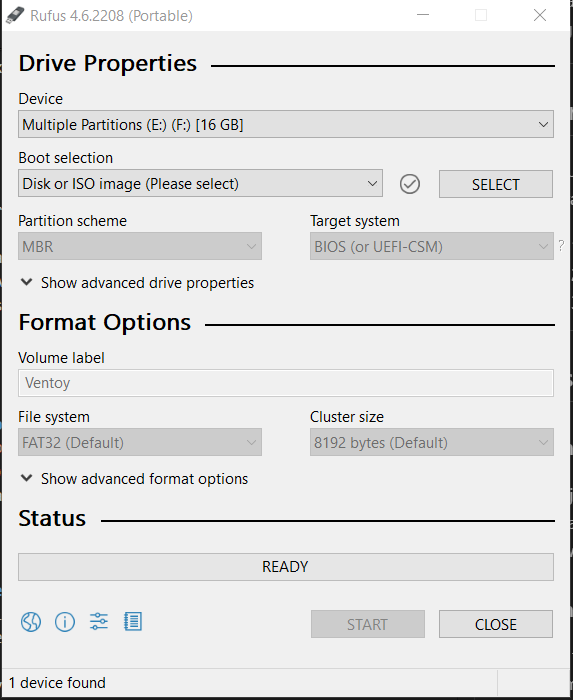 Rufus 4.6.2208 (Portable)
Drive Properties
Device
Multiple Partitions (E:) (F:) [16 GB]
Boot selection
Disk or ISO image (Please select)
SELECT
Partition scheme
Target system
MBR
BIOS (or UEFI-CSM)
?
Show advanced drive properties
Format Options
Volume label
Ventoy
File system
Cluster size
FAT32 (Default)
8192 bytes (Default)
Show advanced format options
Status
READY
START
CLOSE
1 device found